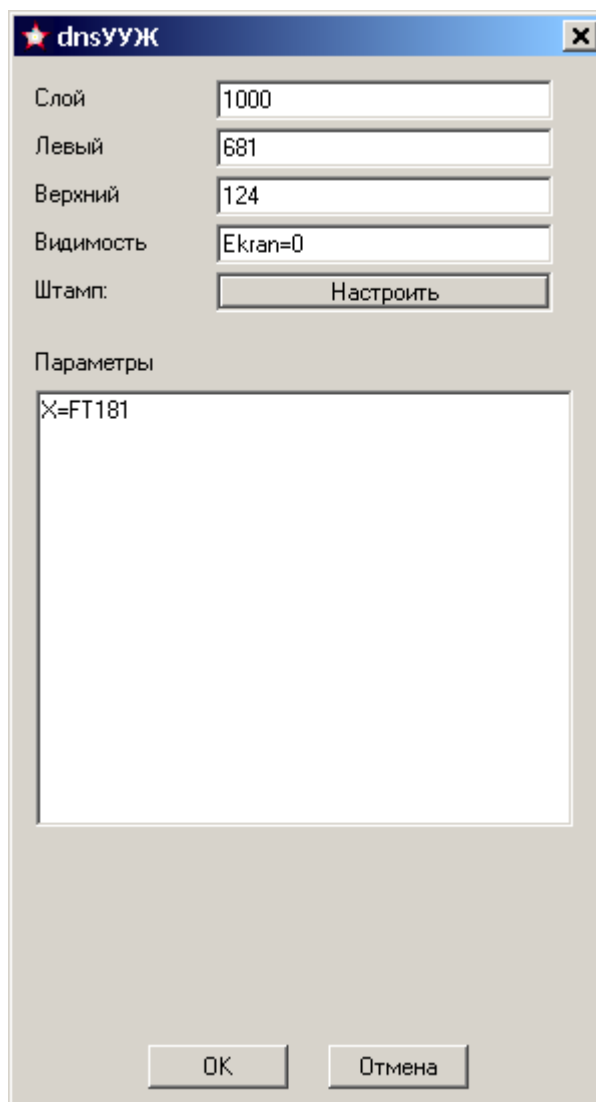 dnsУУЖ
Слой 1000
Левый 681
Верхний 124
Видимость Ekran=0
Штамп: Настроить
Параметры
X=FT181
OK Отмена